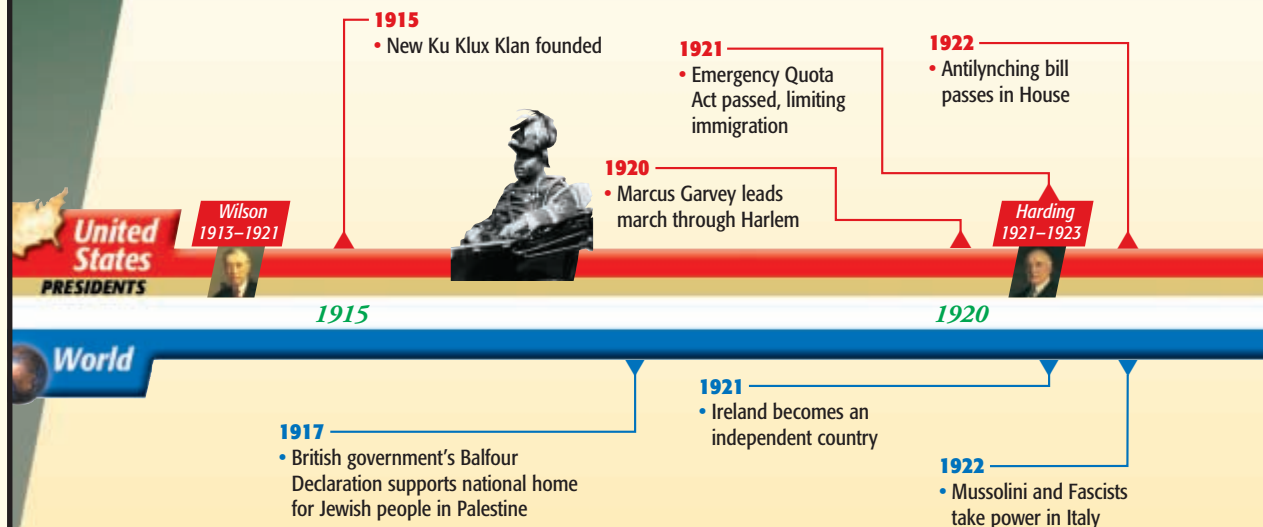 1915
• New Ku Klux Klan founded
1921
• Emergency Quota
Act passed, limiting
immigration
1922
• Antilynching bill
passes in House
1920
• Marcus Garvey leads
march through Harlem
United
States
PRESIDENTS
Wilson
1913–1921
Harding
1921–1923
1915
1920
World
1917
• British government's Balfour
Declaration supports national home
for Jewish people in Palestine
1921
• Ireland becomes an
independent country
1922
• Mussolini and Fascists
take power in Italy